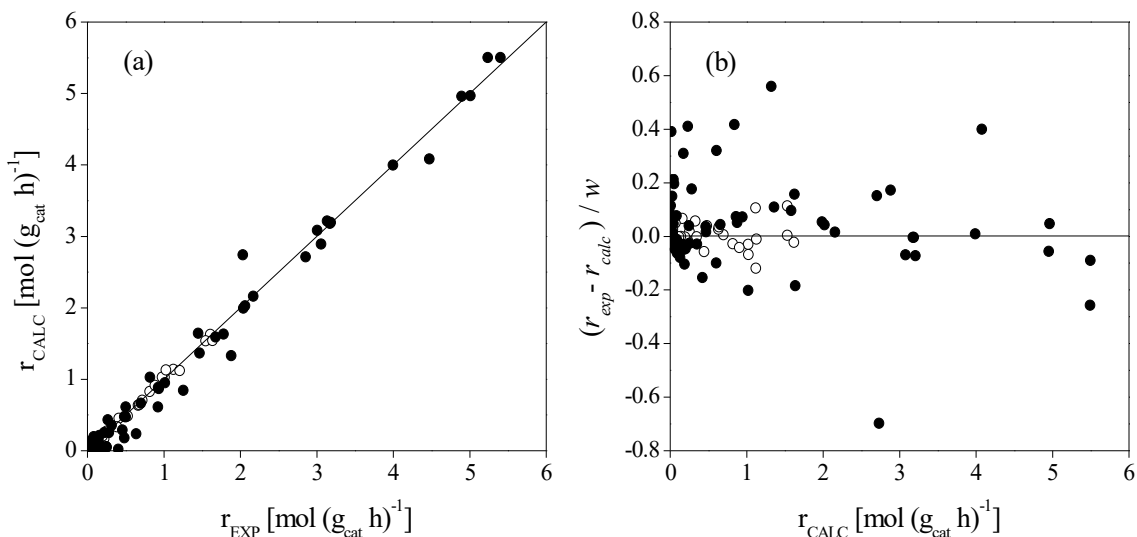 (a)
6
5
4
3
2
1
0
r_CALC [mol (g_cat h)^-1]
0 1 2 3 4 5 6
r_EXP [mol (g_cat h)^-1]
(b)
0.8
0.6
0.4
0.2
0.0
-0.2
-0.4
-0.6
-0.8
(r_exp - r_calc) / w
0 1 2 3 4 5 6
r_CALC [mol (g_cat h)^-1]